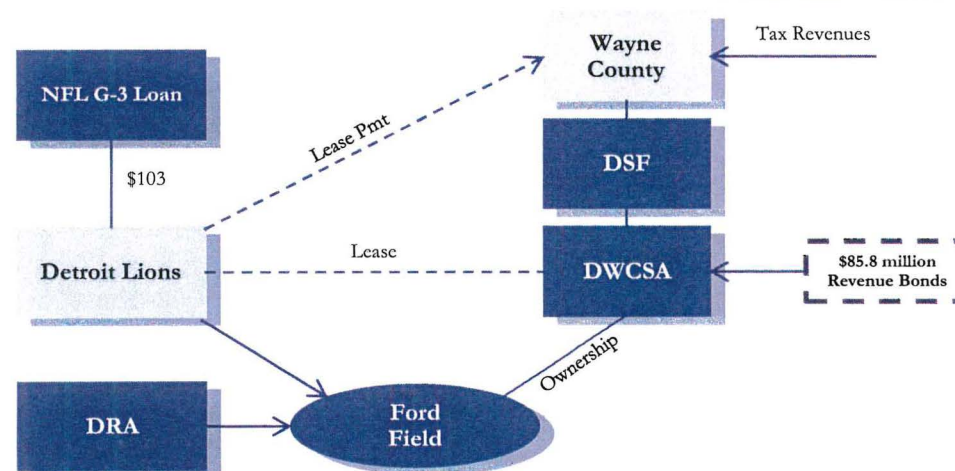 NFL G-3 Loan
$103
Detroit Lions
DRA
Lease Pmt
Lease
Wayne
County
Tax Revenues
DSF
DWCSA
$85.8 million
Revenue Bonds
Ownership
Ford
Field